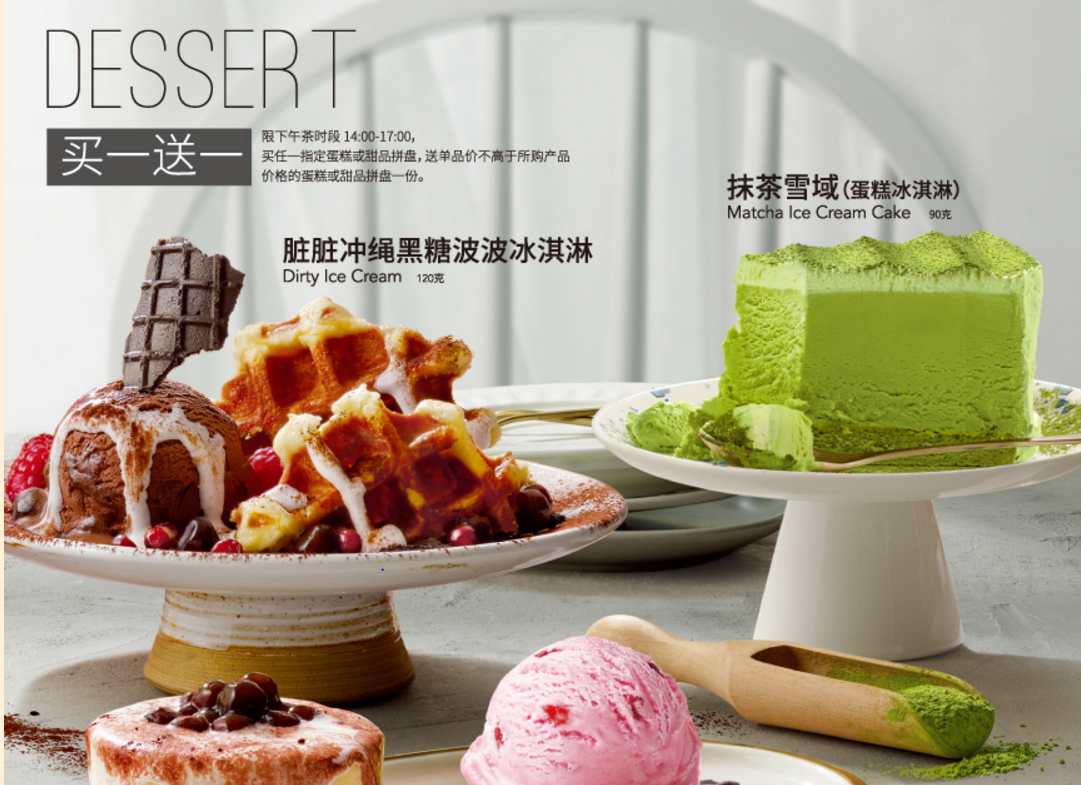 DESSERT
买一送一
限下午茶时段 14:00-17:00,
买任一指定蛋糕或甜品拼盘, 送单品价不高于所购产品
价格的蛋糕或甜品拼盘一份。
抹茶雪域(蛋糕冰淇淋)
Matcha Ice Cream Cake 90克
脏脏冲绳黑糖波波冰淇淋
Dirty Ice Cream 120克